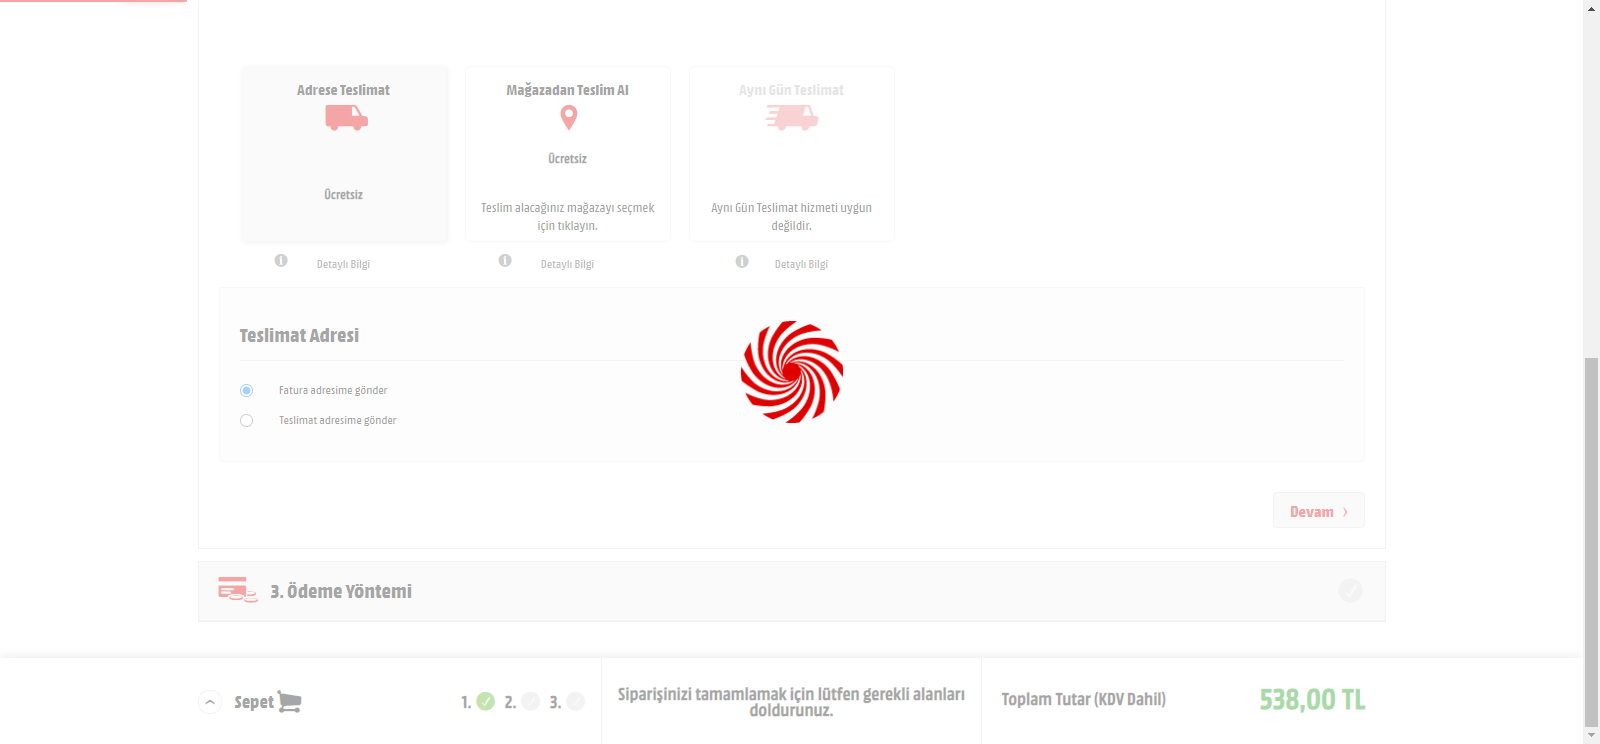 Adrese Teslimat
Ücretsiz
Mağazadan Teslim Al
Ücretsiz
Teslim alacağınız mağazayı seçmek
için tıklayın.
Aynı Gün Teslimat
Aynı Gün Teslimat hizmeti uygun
değildir.
Detaylı Bilgi
Detaylı Bilgi
Detaylı Bilgi
Teslimat Adresi
Fatura adresime gönder
Teslimat adresime gönder
Devam
3. Ödeme Yöntemi
Sepet
1. 2. 3.
Siparişinizi tamamlamak için lütfen gerekli alanları
doldurunuz.
Toplam Tutar (KDV Dahil)
538,00 TL